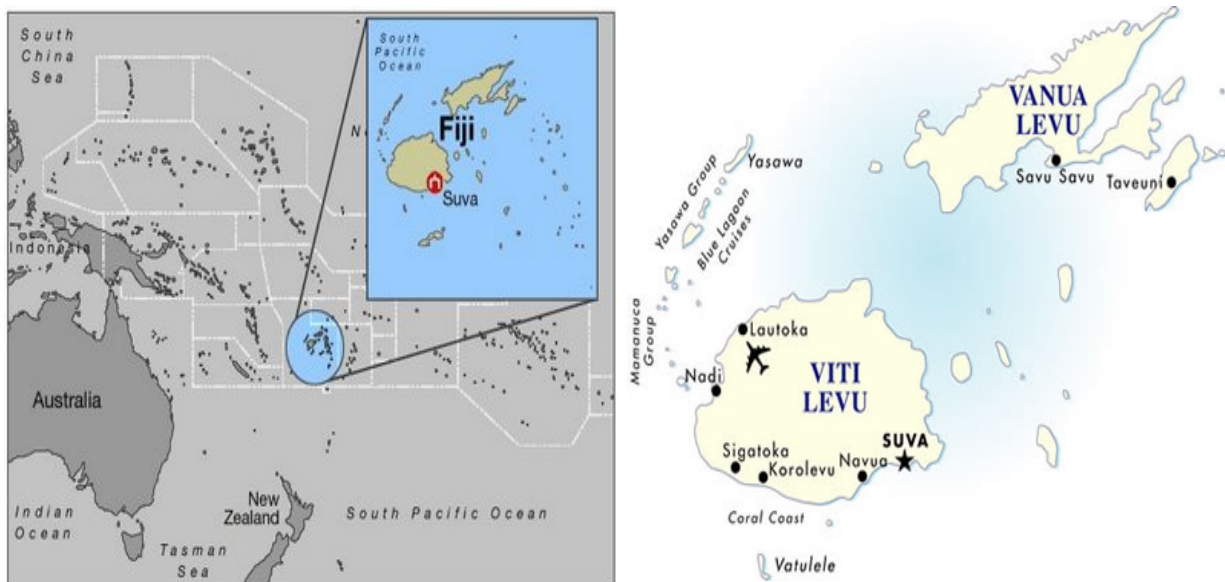 South
China
Sea
South
Pacific
Ocean
N
Fiji
Suva
Indonesia
Australia
Indian
Ocean
New
Zealand
Tasman
Sea
South Pacific Ocean
VANUA
LEVU
Savu Savu
Taveuni
Yasawa
Yasawa Group
Blue Lagoon
Cruises
Mamanuca
Group
Lautoka
Nadi
VITI
LEVU
SUVA
Sigatoka
Korolevu
Navua
Coral Coast
Vatulele